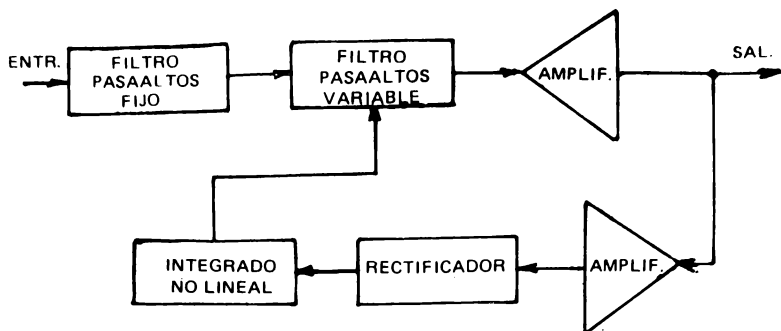 ENTR.
FILTRO
PASAALTOS
FIJO
FILTRO
PASAALTOS
VARIABLE
AMPLIF.
SAL.
INTEGRADO
NO LINEAL
RECTIFICADOR
AMPLIF.